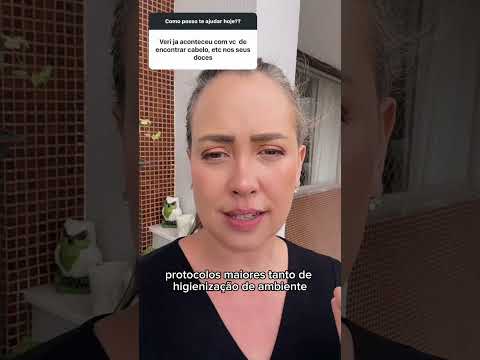 Como posso te ajudar hoje??
Veri ja aconteceu com vc de
encontrar cabelo, etc nos seus
doces
protocolos maiores tanto de
higienização de ambiente